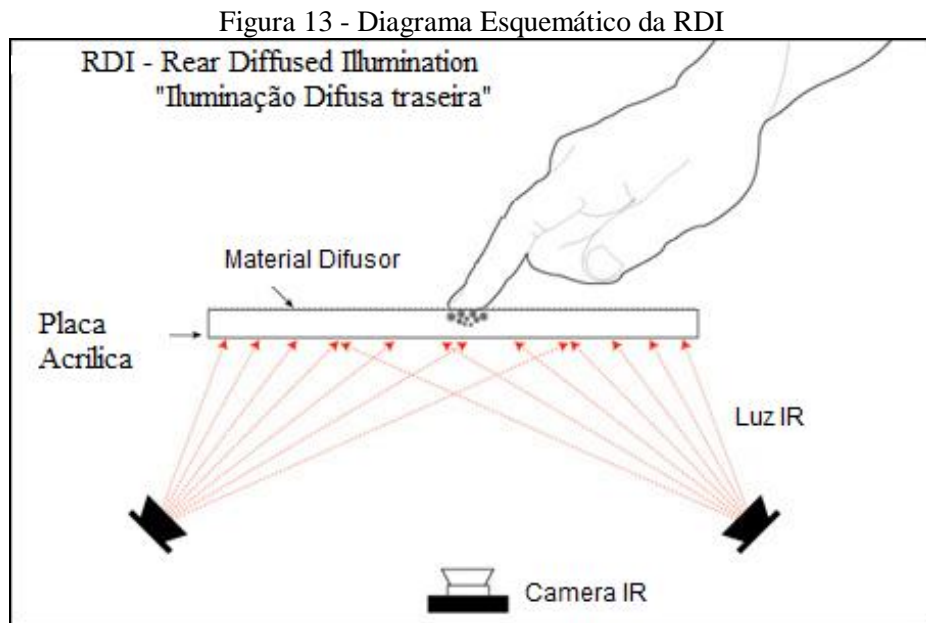 Figura 13 - Diagrama Esquemático da RDI
RDI - Rear Diffused Illumination
"Iluminação Difusa traseira"
Material Difusor
Placa
Acrílica
Luz IR
Camera IR